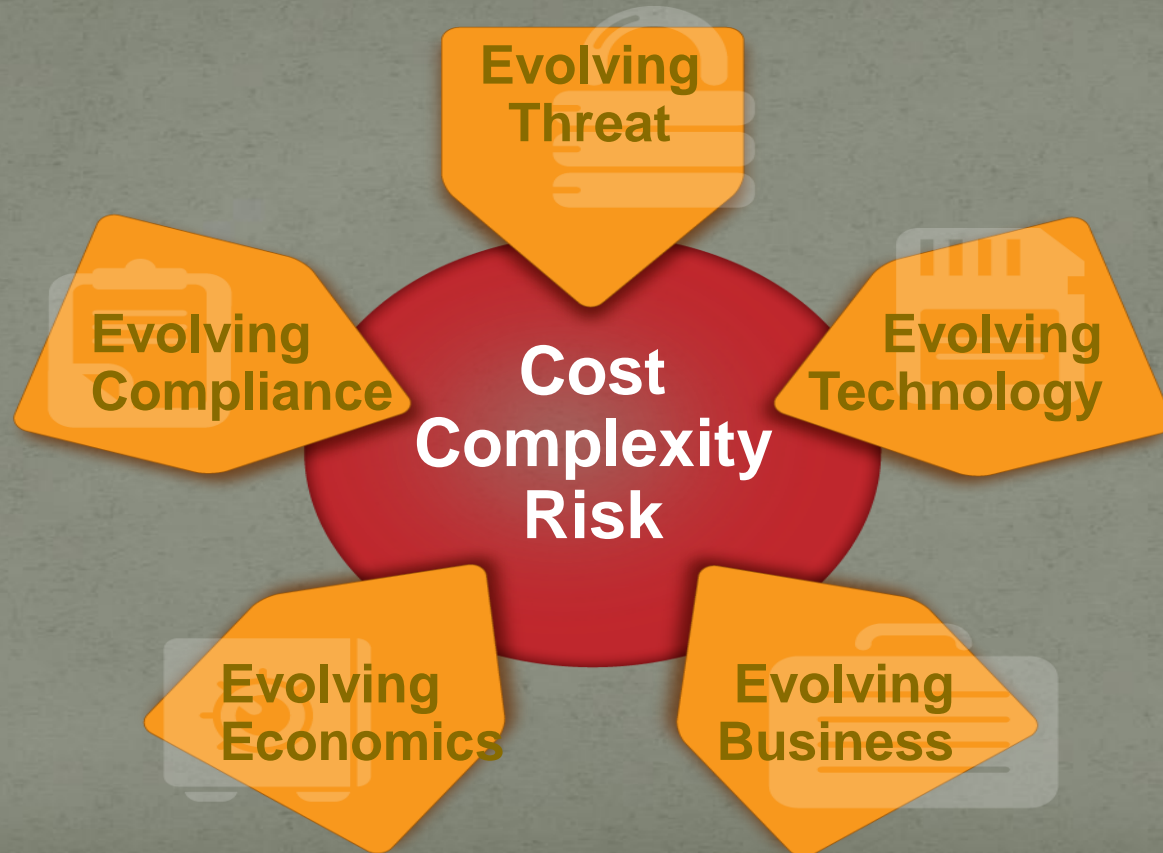 Evolving
Threat
Evolving
Compliance
Evolving
Technology
Cost
Complexity
Risk
Evolving
Economics
Evolving
Business